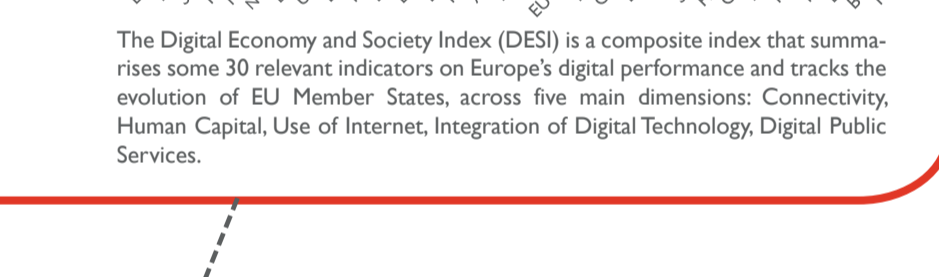 EU
The Digital Economy and Society Index (DESI) is a composite index that summa-
rises some 30 relevant indicators on Europe's digital performance and tracks the
evolution of EU Member States, across five main dimensions: Connectivity,
Human Capital, Use of Internet, Integration of Digital Technology, Digital Public
Services.